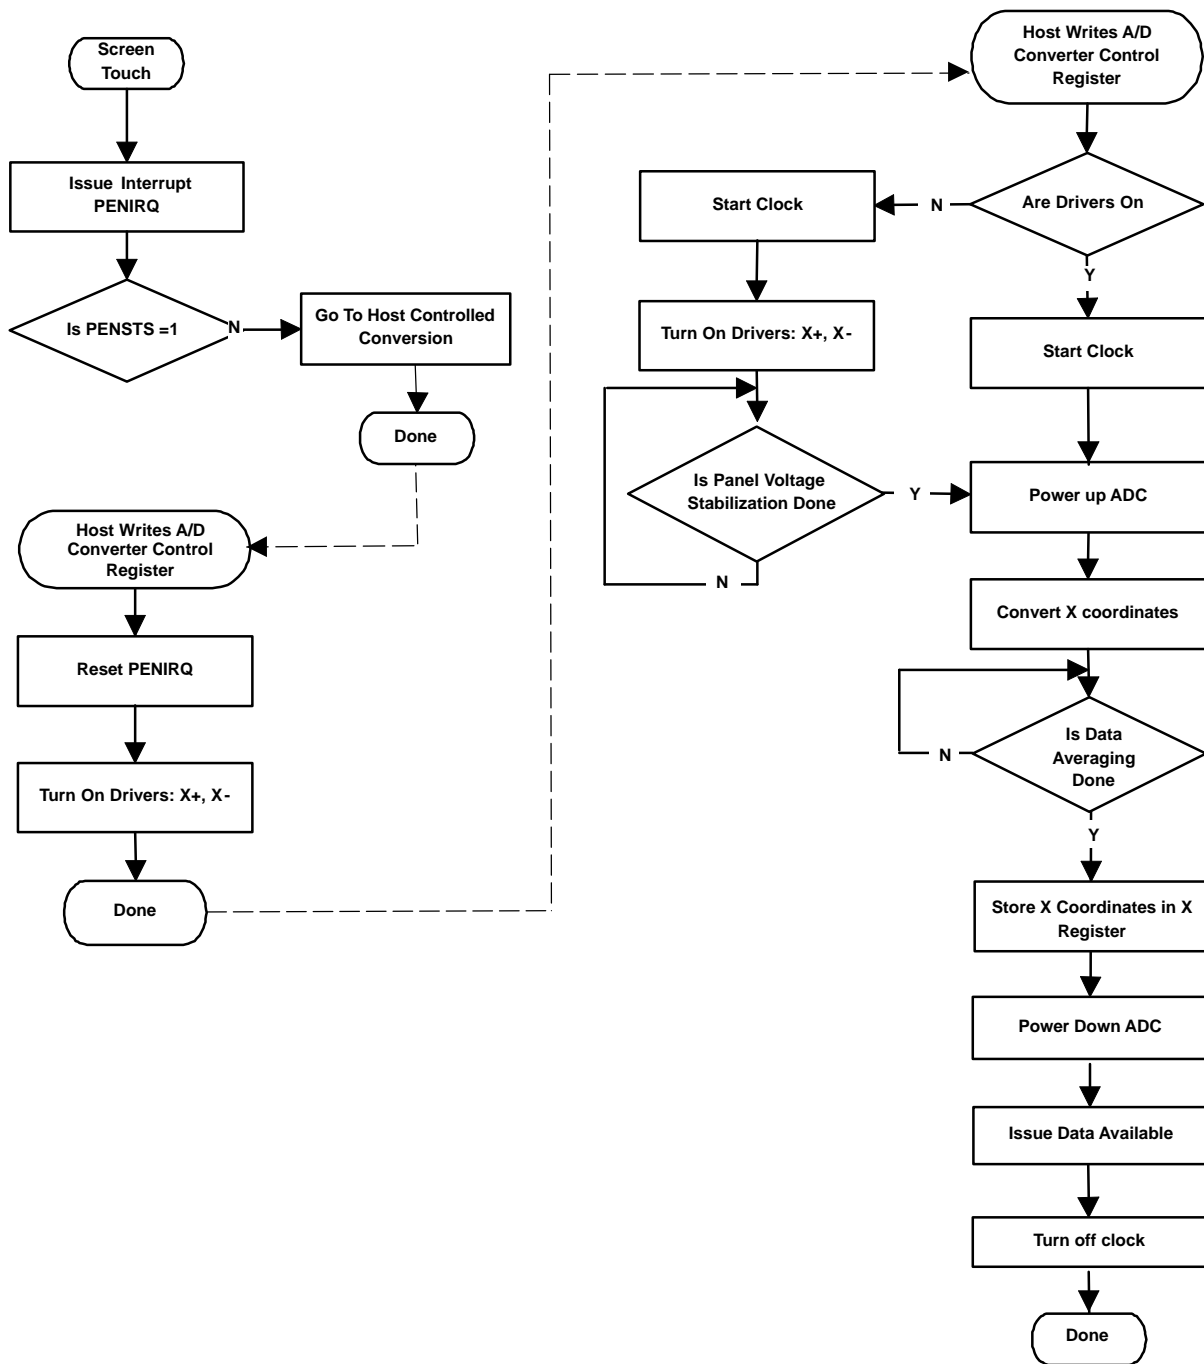 Screen
Touch
Issue Interrupt
PENIRQ
Is PENSTS =1
N
Go To Host Controlled
Conversion
Done
Host Writes A/D
Converter Control
Register
Reset PENIRQ
Turn On Drivers: X+, X-
Done
Host Writes A/D
Converter Control
Register
Are Drivers On
N
Start Clock
Turn On Drivers: X+, X-
Is Panel Voltage
Stabilization Done
N
Y
Y
Start Clock
Power up ADC
Convert X coordinates
Is Data
Averaging
Done
N
Y
Store X Coordinates in X
Register
Power Down ADC
Issue Data Available
Turn off clock
Done